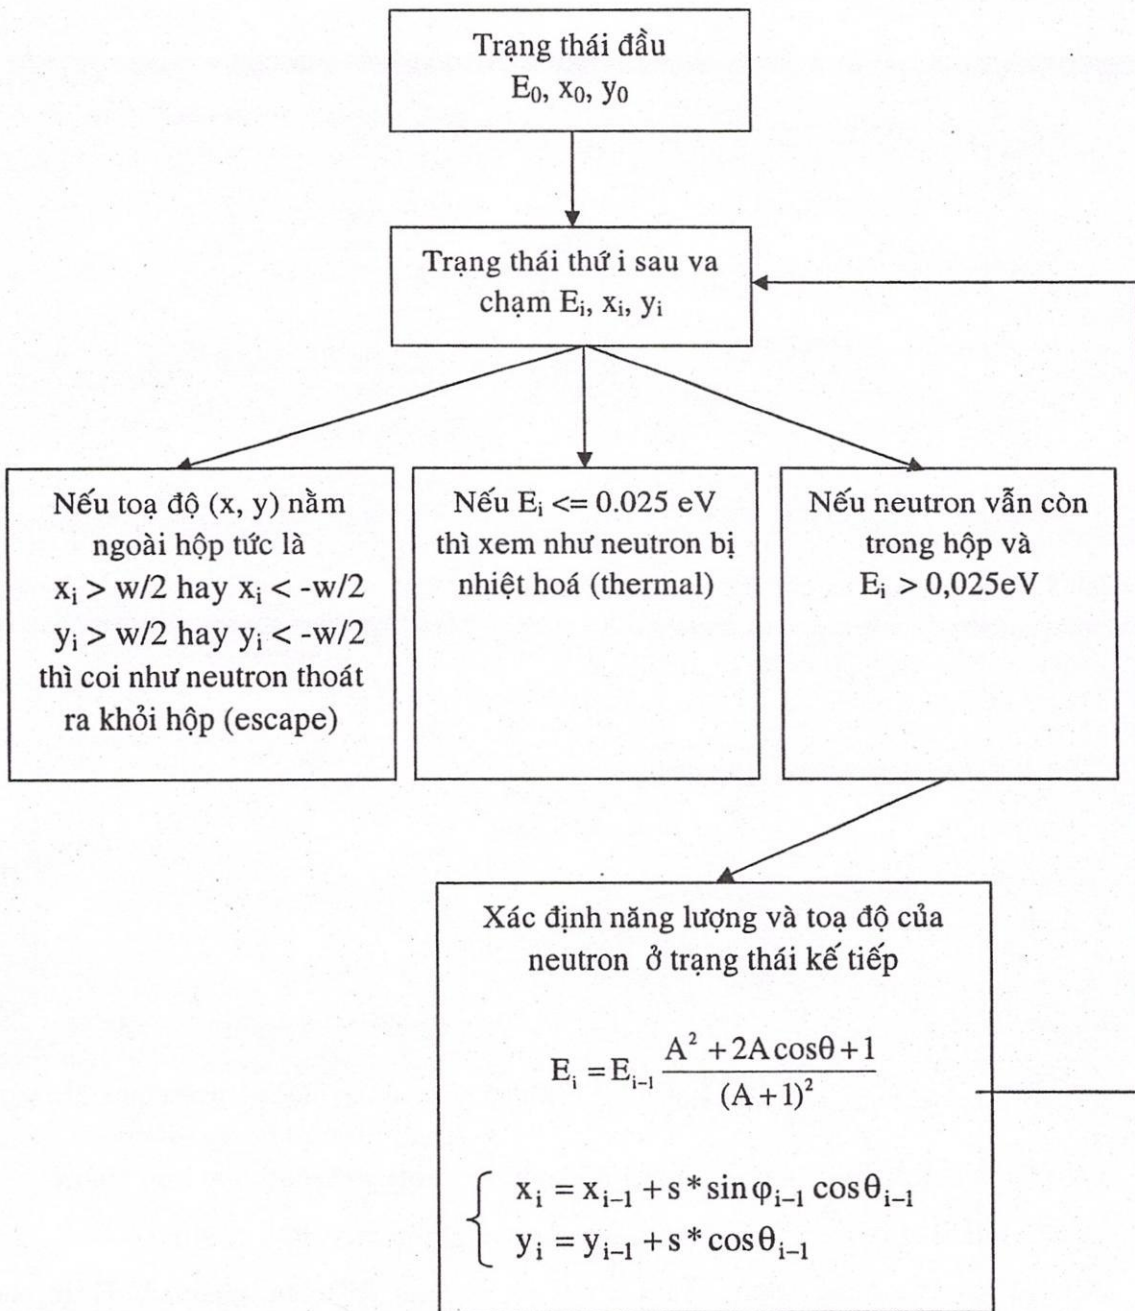 Trạng thái đầu
E₀, x₀, y₀
Trạng thái thứ i sau va
chạm Eᵢ, xᵢ, yᵢ
Nếu toạ độ (x, y) nằm
ngoài hộp tức là
xᵢ > w/2 hay xᵢ < -w/2
yᵢ > w/2 hay yᵢ < -w/2
thì coi như neutron thoát
ra khỏi hộp (escape)
Nếu Eᵢ <= 0.025 eV
thì xem như neutron bị
nhiệt hoá (thermal)
Nếu neutron vẫn còn
trong hộp và
Eᵢ > 0,025eV
Xác định năng lượng và toạ độ của
neutron ở trạng thái kế tiếp
Eᵢ = Eᵢ₋₁ (A² + 2A cosθ + 1) / (A + 1)²
xᵢ = xᵢ₋₁ + s * sinφᵢ₋₁ cosθᵢ₋₁
yᵢ = yᵢ₋₁ + s * cosθᵢ₋₁